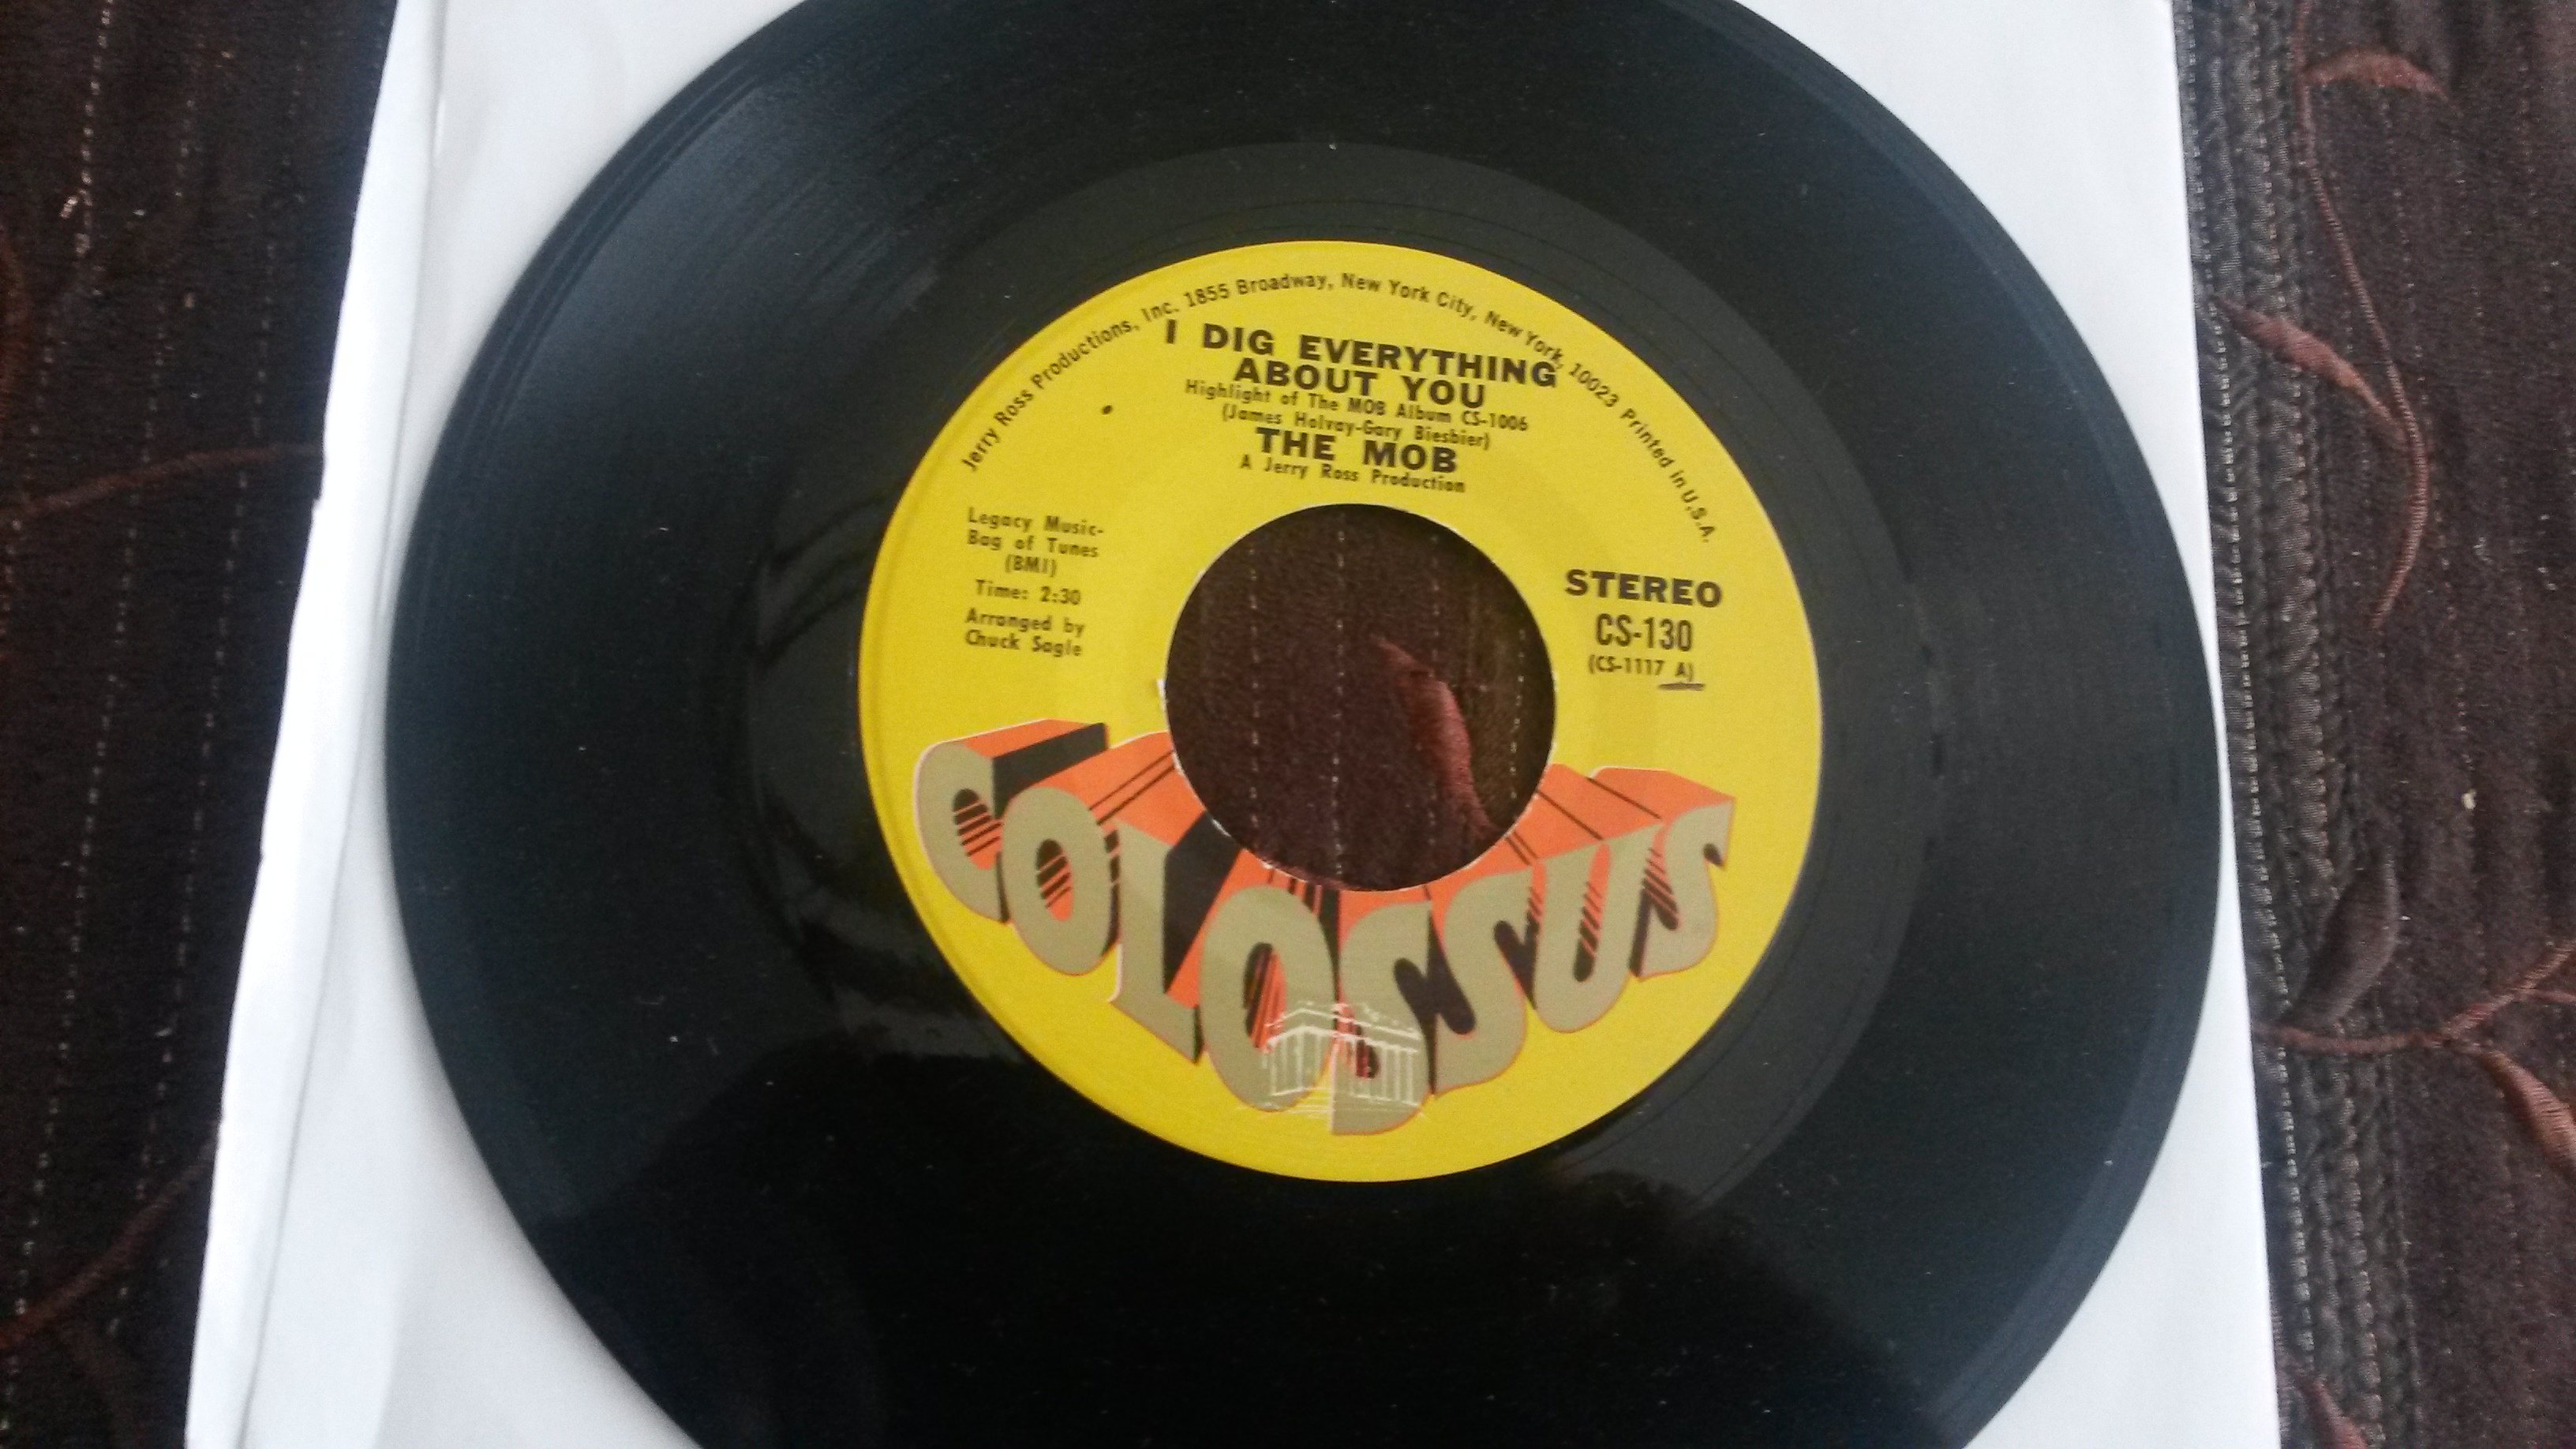 Jerry Ross Productions, Inc. 1855 Broadway, New York City, New York, 10023 Printed in U.S.A.
I DIG EVERYTHING
ABOUT YOU
Highlight of The MOB Album CS-1006
(James Holvay-Gary Biesbier)
THE MOB
A Jerry Ross Production
Legacy Music-
Bag of Tunes
(BMI)
Time: 2:30
Arranged by
Chuck Sagle
STEREO
CS-130
(CS-1117 A)
COLOSSUS